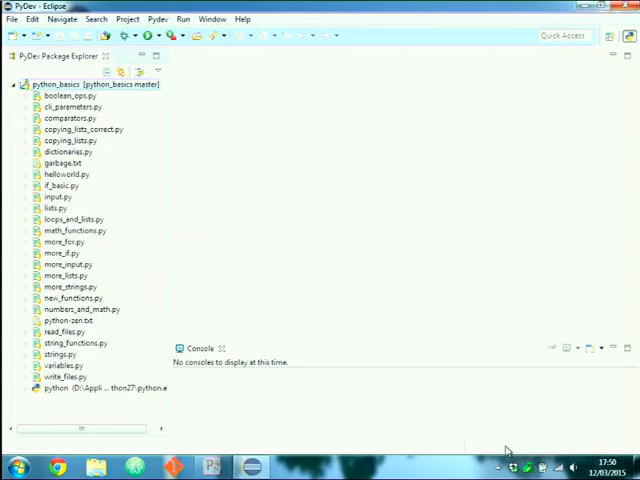 PyDev - Eclipse
File Edit Navigate Search Project Pydev Run Window Help
Quick Access
PyDev Package Explorer
python_basics [python_basics master]
boolean_ops.py
cli_parameters.py
comparators.py
copying_lists_correct.py
copying_lists.py
dictionaries.py
garbage.txt
helloworld.py
if_basic.py
input.py
lists.py
loops_and_lists.py
math_functions.py
more_for.py
more_if.py
more_input.py
more_lists.py
more_strings.py
new_functions.py
numbers_and_math.py
python-zen.txt
read_files.py
string_functions.py
strings.py
variables.py
write_files.py
python (D:\Appli ... thon27\python.e
Console
No consoles to display at this time.
17:50
12/03/2015